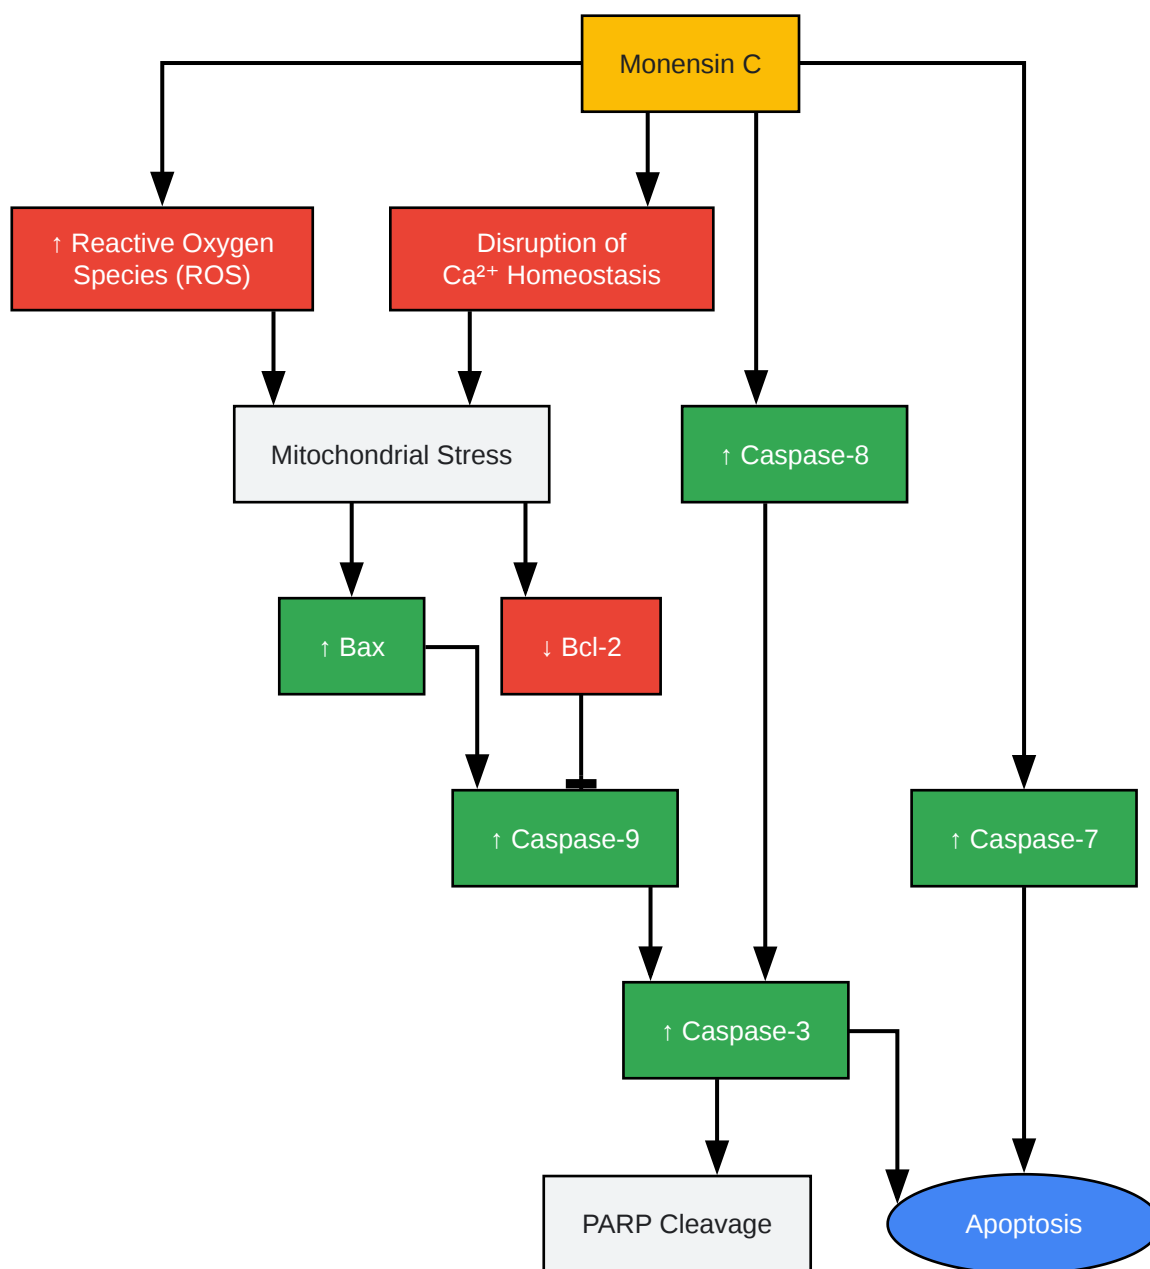 Monensin C
↑ Reactive Oxygen
Species (ROS)
Disruption of
Ca²⁺ Homeostasis
Mitochondrial Stress
↑ Caspase-8
↑ Bax
↓ Bcl-2
↑ Caspase-9
↑ Caspase-7
↑ Caspase-3
PARP Cleavage
Apoptosis